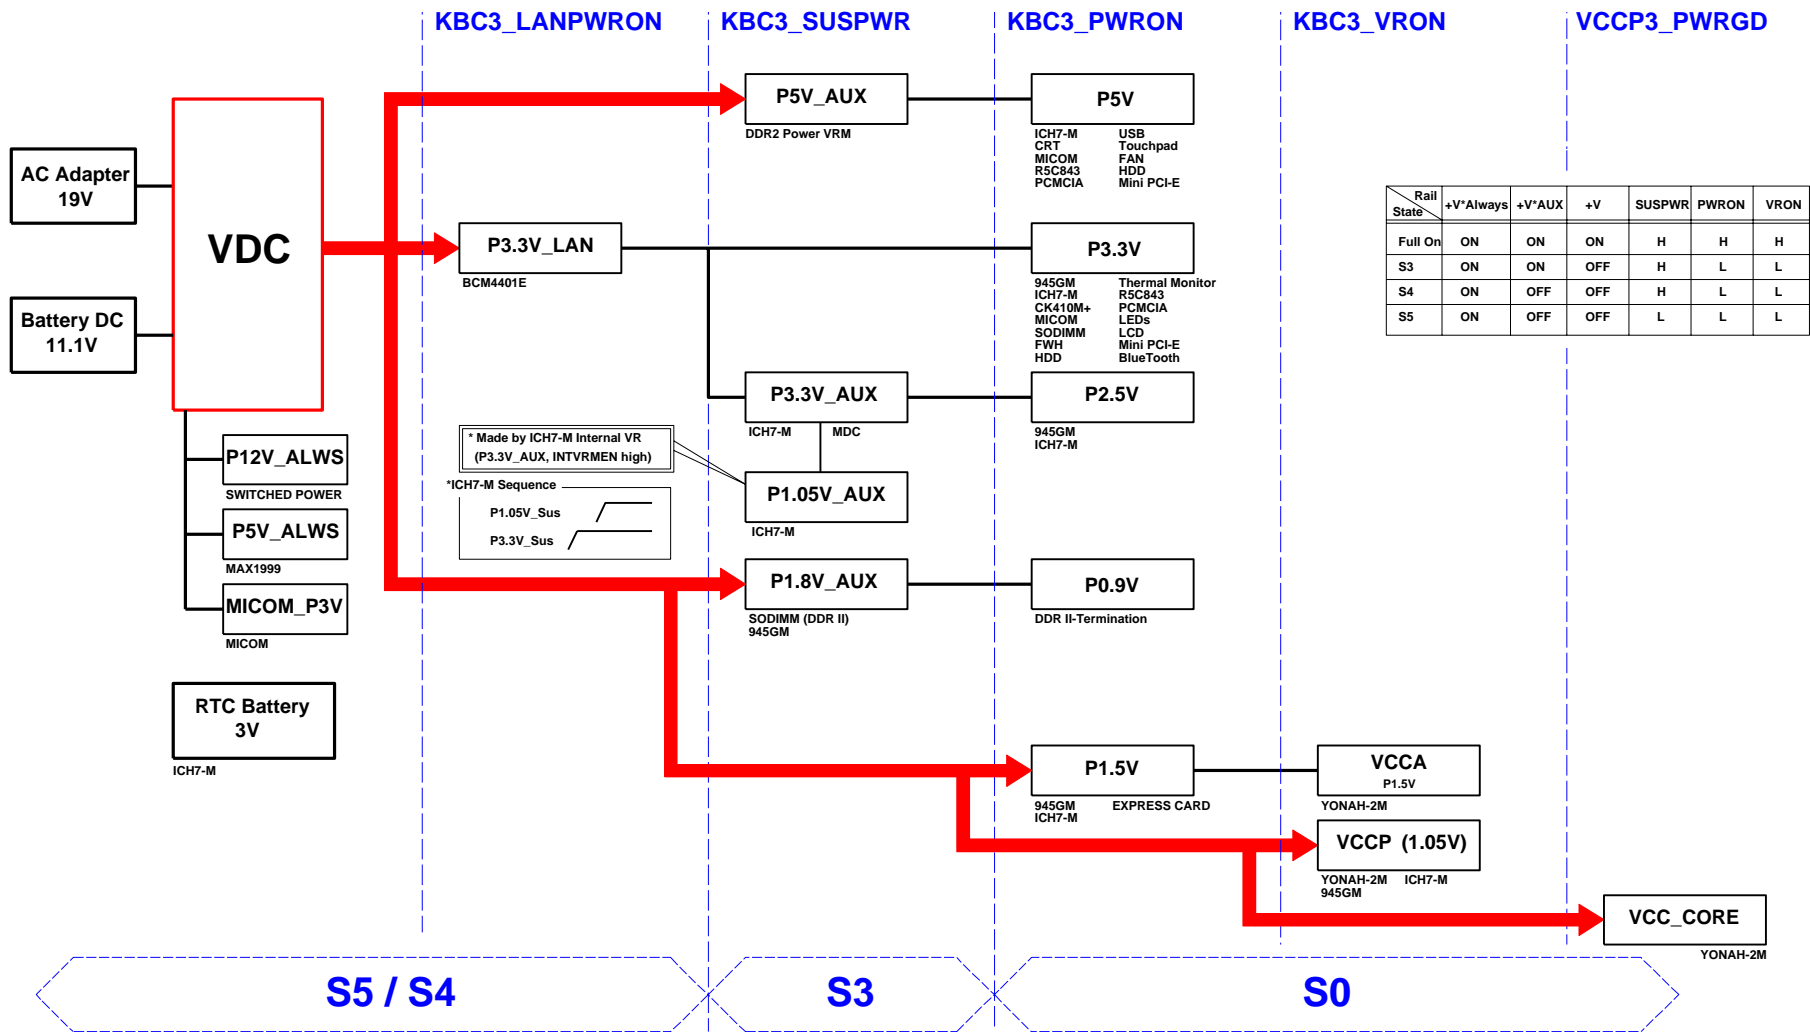 KBC3_LANPWRON
KBC3_SUSPWR
KBC3_PWRON
KBC3_VRON
VCCP3_PWRGD
AC Adapter
19V
Battery DC
11.1V
VDC
P12V_ALWS
SWITCHED POWER
P5V_ALWS
MAX1999
MICOM_P3V
MICOM
RTC Battery
3V
ICH7-M
P3.3V_LAN
BCM4401E
* Made by ICH7-M Internal VR
(P3.3V_AUX, INTVRMEN high)
*ICH7-M Sequence
P1.05V_Sus
P3.3V_Sus
P5V_AUX
DDR2 Power VRM
P3.3V_AUX
ICH7-M MDC
P1.05V_AUX
ICH7-M
P1.8V_AUX
SODIMM (DDR II)
945GM
P5V
ICH7-M USB
CRT Touchpad
MICOM FAN
R5C843 HDD
PCMCIA Mini PCI-E
P3.3V
945GM Thermal Monitor
ICH7-M R5C843
CK410M+ PCMCIA
MICOM LEDs
SODIMM LCD
FWH Mini PCI-E
HDD BlueTooth
P2.5V
945GM
ICH7-M
P0.9V
DDR II-Termination
P1.5V
945GM EXPRESS CARD
ICH7-M
VCCA
P1.5V
YONAH-2M
VCCP (1.05V)
YONAH-2M ICH7-M
945GM
VCC_CORE
YONAH-2M
Rail
State +V*Always +V*AUX +V SUSPWR PWRON VRON
Full On ON ON ON H H H
S3 ON ON OFF H L L
S4 ON OFF OFF H L L
S5 ON OFF OFF L L L
S5 / S4
S3
S0